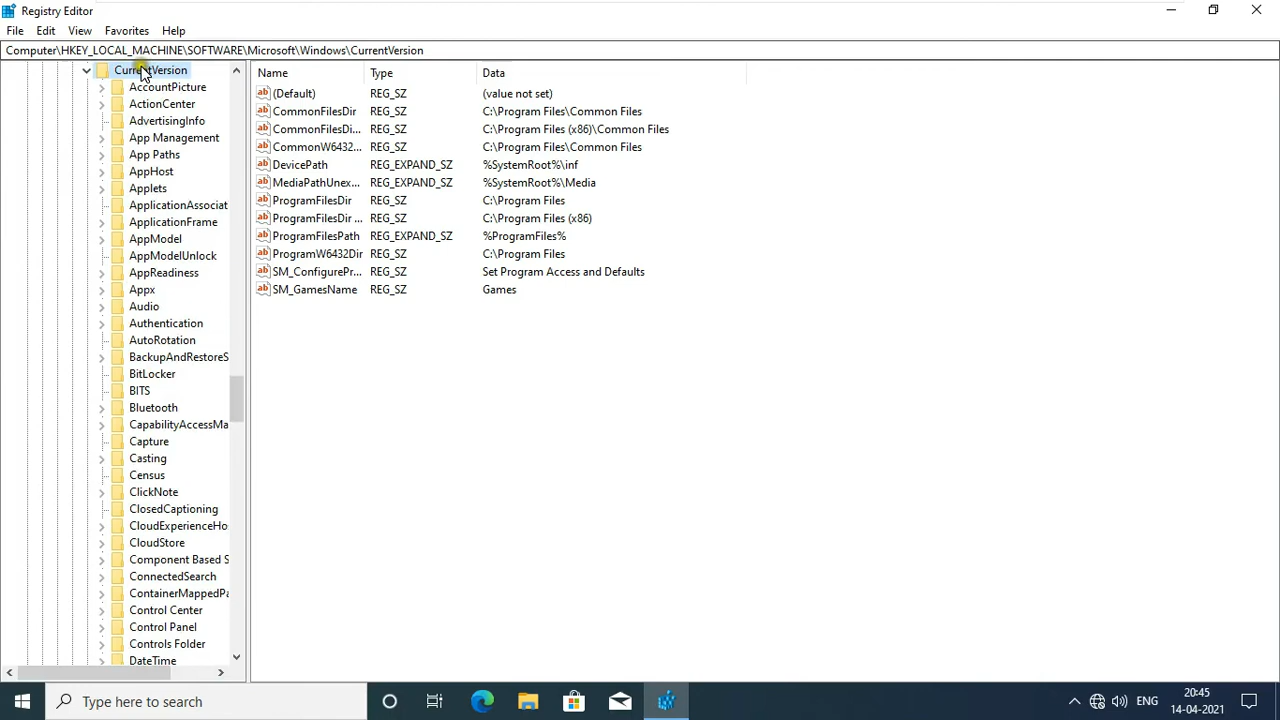 Registry Editor
File Edit View Favorites Help
Computer\HKEY_LOCAL_MACHINE\SOFTWARE\Microsoft\Windows\CurrentVersion
CurrentVersion
AccountPicture
ActionCenter
AdvertisingInfo
App Management
App Paths
AppHost
Applets
ApplicationAssociat
ApplicationFrame
AppModel
AppModelUnlock
AppReadiness
Appx
Audio
Authentication
AutoRotation
BackupAndRestoreS
BitLocker
BITS
Bluetooth
CapabilityAccessMa
Capture
Casting
Census
ClickNote
ClosedCaptioning
CloudExperienceHo
CloudStore
Component Based S
ConnectedSearch
ContainerMappedPa
Control Center
Control Panel
Controls Folder
DateTime
Name Type Data
(Default) REG_SZ (value not set)
CommonFilesDir REG_SZ C:\Program Files\Common Files
CommonFilesDi... REG_SZ C:\Program Files (x86)\Common Files
CommonW6432... REG_SZ C:\Program Files\Common Files
DevicePath REG_EXPAND_SZ %SystemRoot%\inf
MediaPathUnex... REG_EXPAND_SZ %SystemRoot%\Media
ProgramFilesDir REG_SZ C:\Program Files
ProgramFilesDir ... REG_SZ C:\Program Files (x86)
ProgramFilesPath REG_EXPAND_SZ %ProgramFiles%
ProgramW6432Dir REG_SZ C:\Program Files
SM_ConfigurePr... REG_SZ Set Program Access and Defaults
SM_GamesName REG_SZ Games
Type here to search
ENG
20:45
14-04-2021